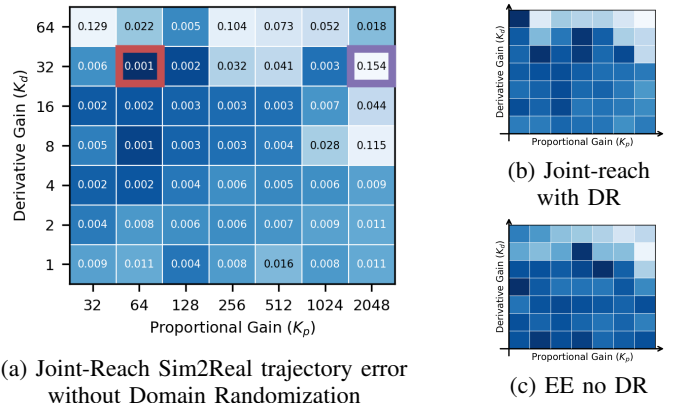 64 0.129 0.022 0.005 0.104 0.073 0.052 0.018
32 0.006 0.001 0.002 0.032 0.041 0.003 0.154
16 0.002 0.002 0.003 0.003 0.003 0.007 0.044
8 0.005 0.001 0.003 0.003 0.004 0.028 0.115
4 0.002 0.002 0.004 0.006 0.005 0.006 0.009
2 0.004 0.008 0.006 0.006 0.007 0.009 0.011
1 0.009 0.011 0.004 0.008 0.016 0.008 0.011
32 64 128 256 512 1024 2048
Derivative Gain (K_d)
Proportional Gain (K_p)
(a) Joint-Reach Sim2Real trajectory error
without Domain Randomization
Derivative Gain (K_d)
Proportional Gain (K_p)
(b) Joint-reach
with DR
Derivative Gain (K_d)
Proportional Gain (K_p)
(c) EE no DR